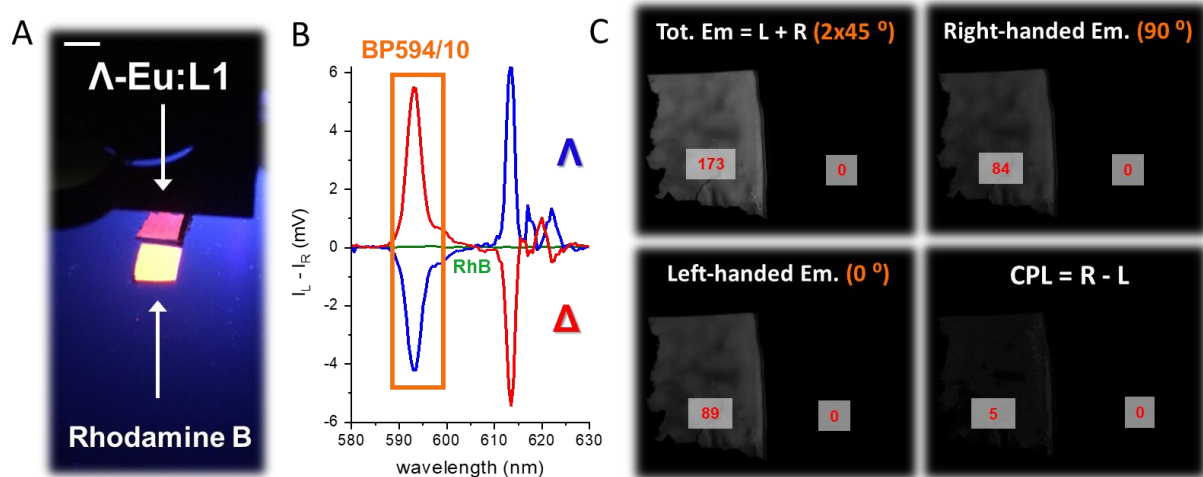 A
Λ-Eu:L1
Rhodamine B
B
BP594/10
6
4
2
0
-2
-4
-6
I_L - I_R (mV)
Λ
RhB
Δ
580 590 600 610 620 630
wavelength (nm)
C
Tot. Em = L + R (2x45 °)
173
0
Right-handed Em. (90 °)
84
0
Left-handed Em. (0 °)
89
0
CPL = R - L
5
0